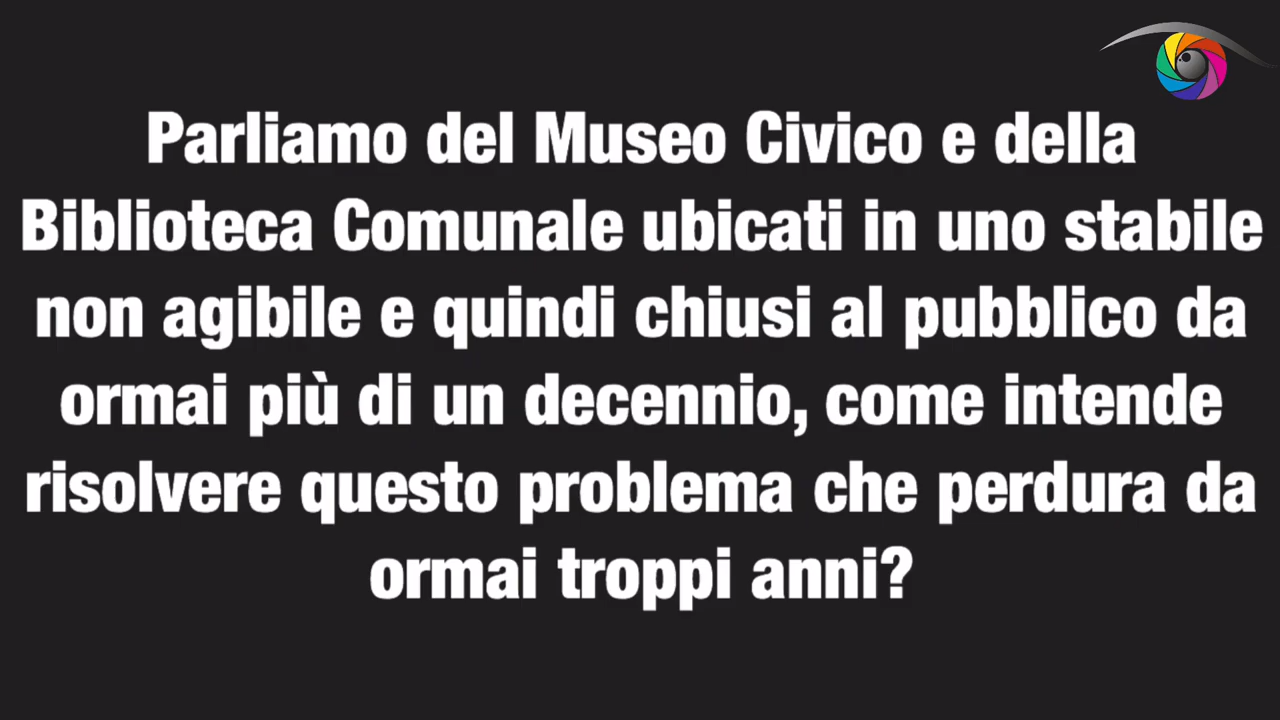 Parliamo del Museo Civico e della
Biblioteca Comunale ubicati in uno stabile
non agibile e quindi chiusi al pubblico da
ormai più di un decennio, come intende
risolvere questo problema che perdura da
ormai troppi anni?